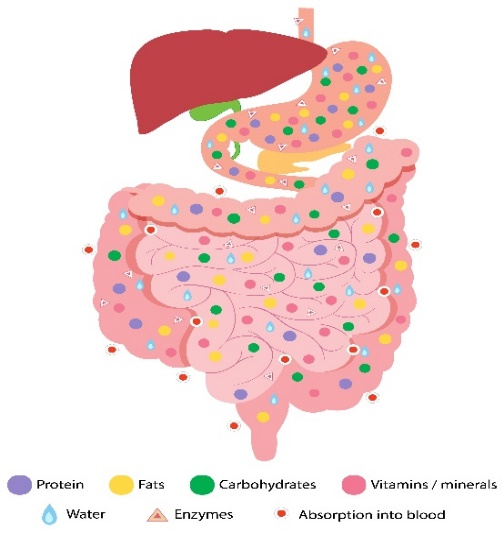 Protein Fats Carbohydrates Vitamins / minerals
Water Enzymes Absorption into blood